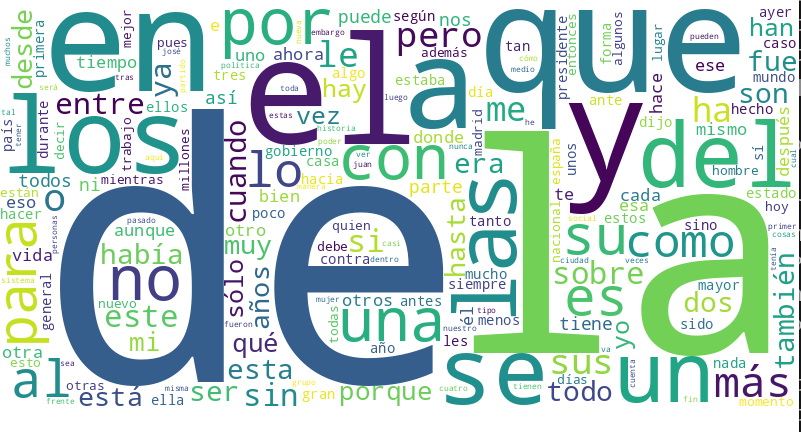 de
la
que
el
en
y
a
los
del
se
las
un
por
con
no
una
su
para
es
al
lo
como
más
o
pero
sus
le
ha
me
si
sin
sobre
este
ya
entre
cuando
todo
esta
ser
son
dos
también
fue
había
era
muy
años
hasta
desde
está
mi
porque
qué
sólo
han
yo
hay
vez
puede
todos
así
nos
ni
parte
tiene
él
uno
donde
bien
tiempo
mismo
ese
ahora
cada
e
vida
otro
después
te
otros
aunque
esa
eso
hace
otra
gobierno
tan
durante
siempre
día
tanto
ella
tres
sí
dijo
sido
gran
país
según
menos
mundo
año
antes
estado
contra
sino
forma
caso
nada
hacer
general
estaba
poco
estos
presidente
mayor
ante
unos
les
algo
hacia
casa
ellos
ayer
hecho
primera
mucho
mientras
además
quien
momento
millones
esto
españa
hombre
están
pues
hoy
lugar
madrid
nacional
trabajo
otras
mejor
nuevo
decir
algunos
entonces
todas
días
debe
política
cómo
casi
toda
tal
luego
pasado
primer
medio
va
estas
sea
tenía
nunca
poder
aquí
ver
veces
embargo
partido
personas
grupo
cuenta
pueden
tienen
misma
nueva
cual
fueron
mujer
frente
josé
tras
cosas
fin
ciudad
he
social
manera
tener
sistema
será
historia
muchos
juan
tipo
cuatro
dentro
nuestro